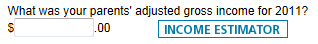 What was your parents' adjusted gross income for 2011?
$ .00 INCOME ESTIMATOR